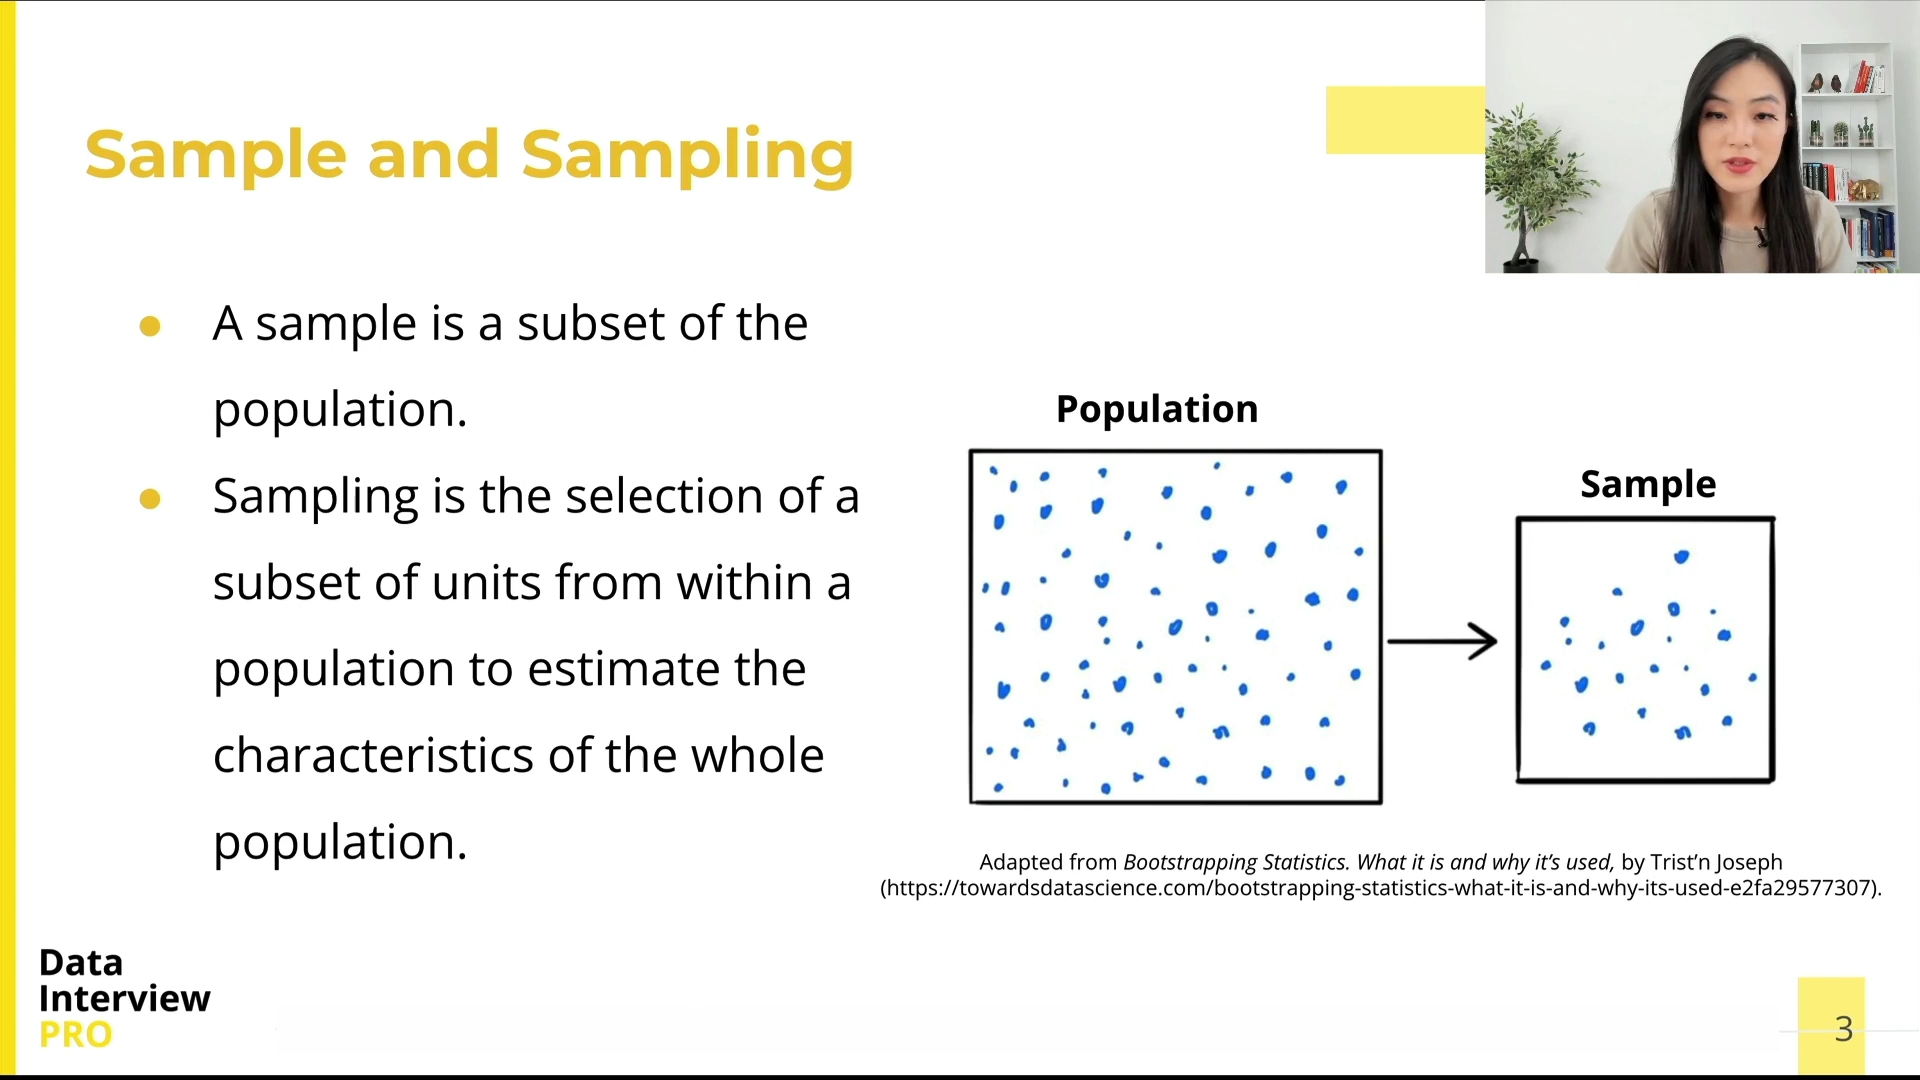 Sample and Sampling
● A sample is a subset of the
population.
● Sampling is the selection of a
subset of units from within a
population to estimate the
characteristics of the whole
population.
Population
Sample
Adapted from Bootstrapping Statistics. What it is and why it’s used, by Trist’n Joseph
(https://towardsdatascience.com/bootstrapping-statistics-what-it-is-and-why-its-used-e2fa29577307).
Data
Interview
PRO
3